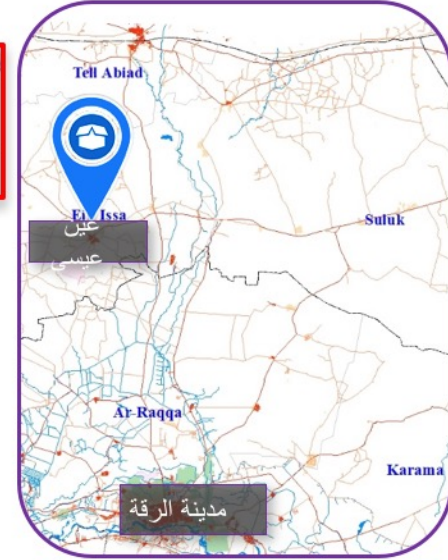 Tell Abiad
Ein Issa
عين
عيسى
Suluk
Ar-Raqqa
Karama
مدينة الرقة